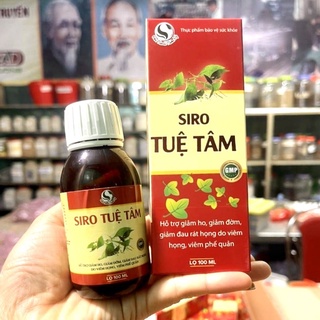 Thực phẩm bảo vệ sức khỏe
SIRO
TUỆ TÂM
GMP
Hỗ trợ giảm ho, giảm đờm,
giảm đau rát họng do viêm
họng, viêm phế quản
LỌ 100 ML
SIRO TUỆ TÂM
LỌ 100 ML